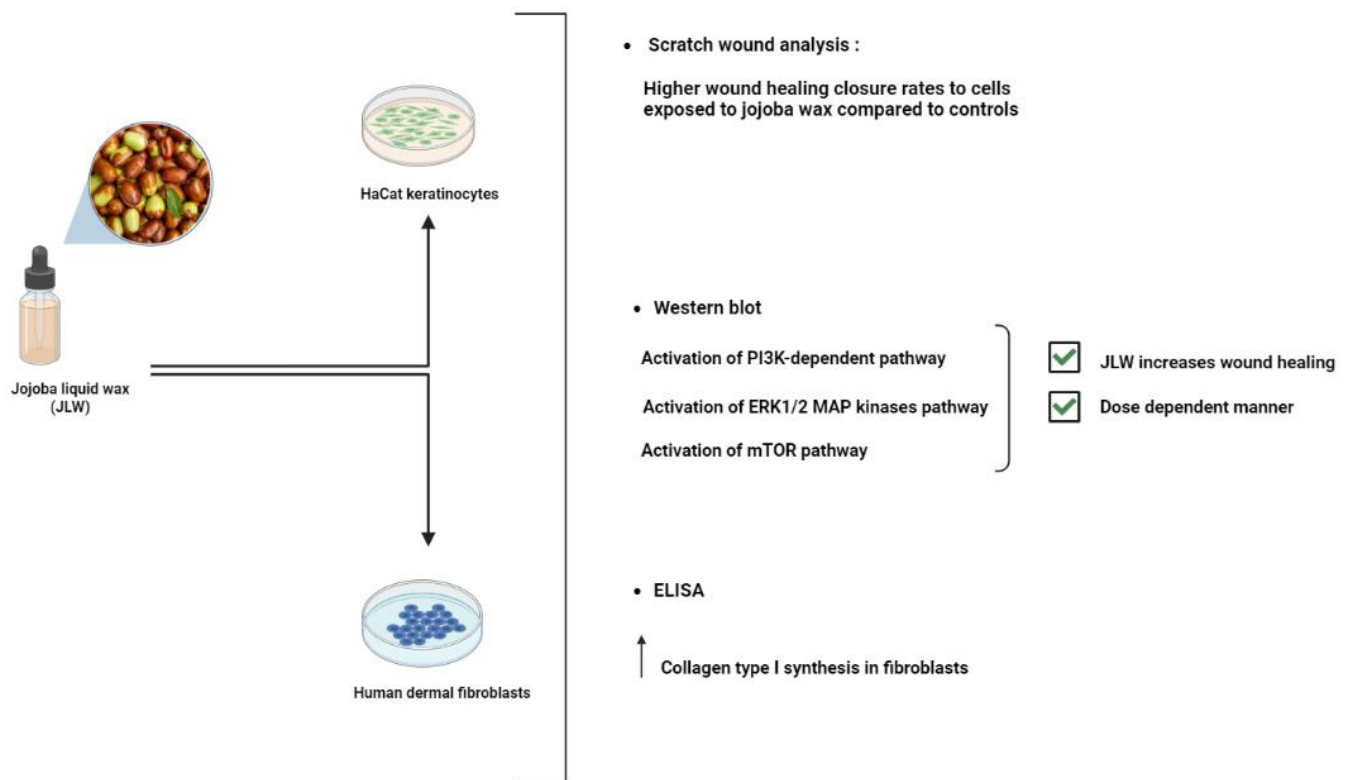 Jojoba liquid wax
(JLW)
HaCat keratinocytes
Human dermal fibroblasts
• Scratch wound analysis :
Higher wound healing closure rates to cells
exposed to jojoba wax compared to controls
• Western blot
Activation of PI3K-dependent pathway
Activation of ERK1/2 MAP kinases pathway
Activation of mTOR pathway
JLW increases wound healing
Dose dependent manner
• ELISA
Collagen type I synthesis in fibroblasts